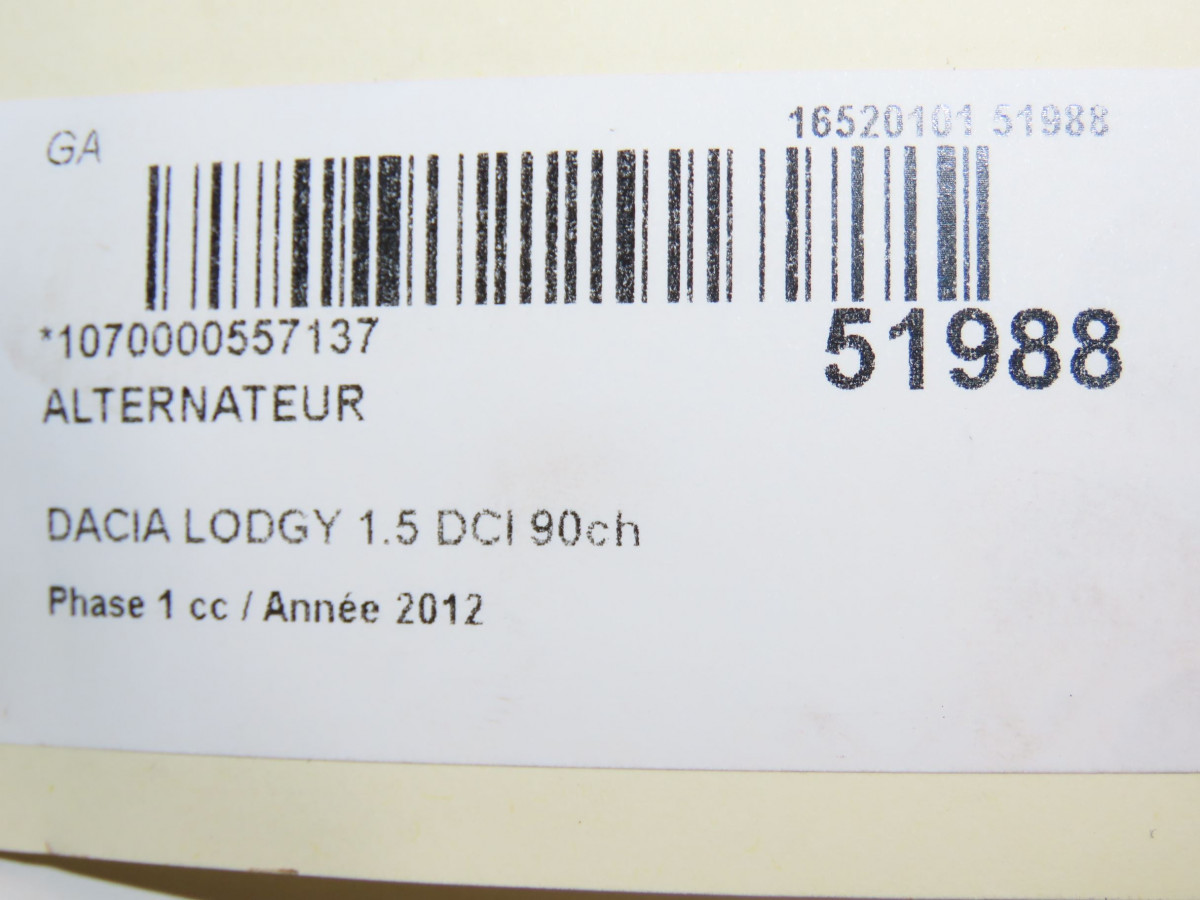 GA
16520101 51988
*1070000557137
51988
ALTERNATEUR
DACIA LODGY 1.5 DCI 90ch
Phase 1 cc / Année 2012